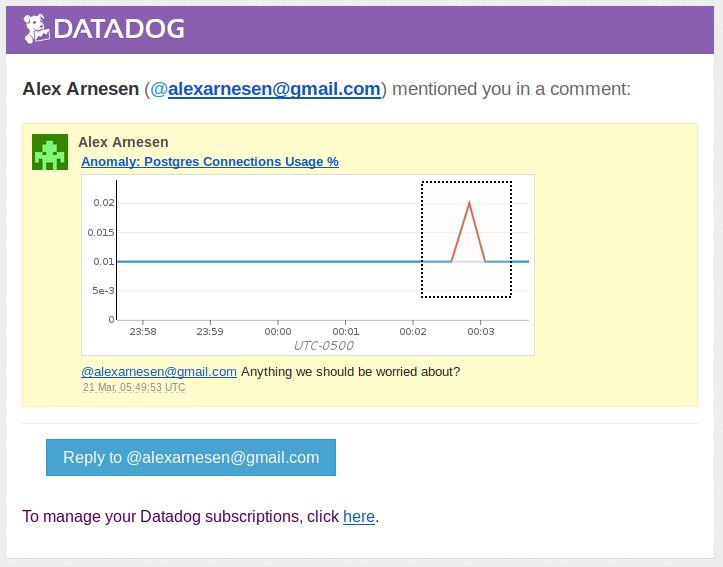 DATADOG
Alex Arnesen (@alexarnesen@gmail.com) mentioned you in a comment:
Alex Arnesen
Anomaly: Postgres Connections Usage %
0.02
0.015
0.01
5e-3
0
23:58 23:59 00:00 00:01 00:02 00:03
UTC-0500
@alexarnesen@gmail.com Anything we should be worried about?
21 Mar, 05:49:53 UTC
Reply to @alexarnesen@gmail.com
To manage your Datadog subscriptions, click here.